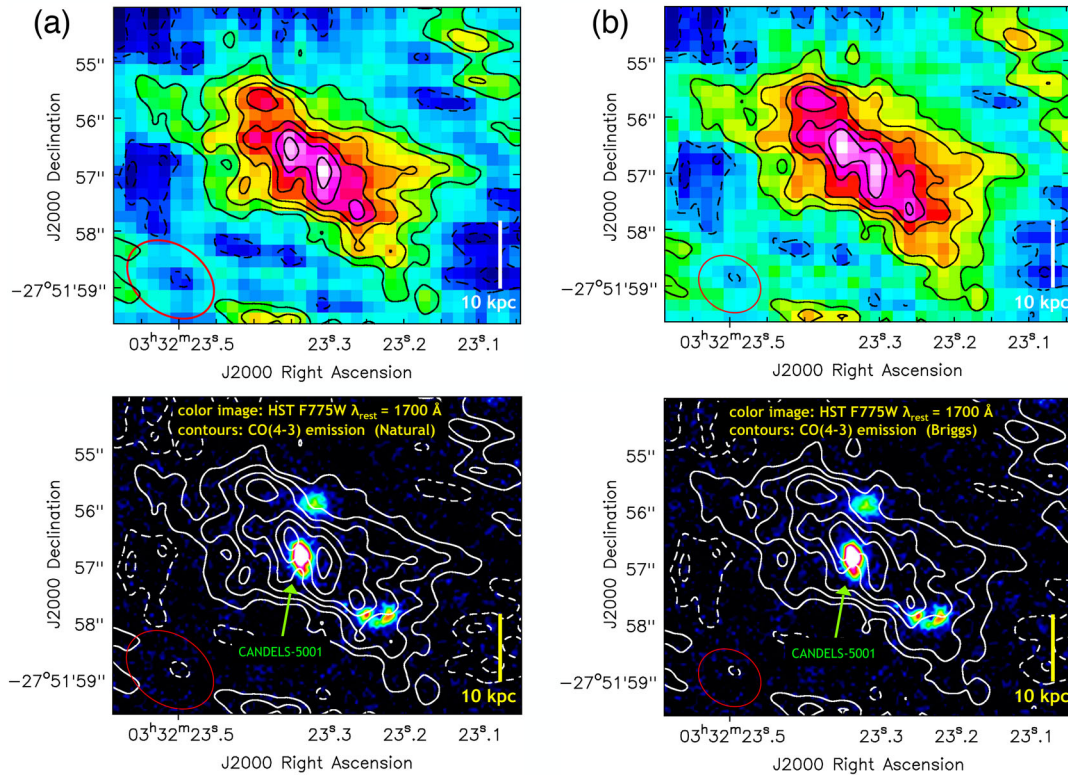 (a)
55"
56"
57"
58"
−27°51'59"
J2000 Declination
10 kpc
03ʰ32ᵐ23ˢ.5
23ˢ.3
23ˢ.2
23ˢ.1
J2000 Right Ascension
(b)
55"
56"
57"
58"
−27°51'59"
J2000 Declination
10 kpc
03ʰ32ᵐ23ˢ.5
23ˢ.3
23ˢ.2
23ˢ.1
J2000 Right Ascension
color image: HST F775W λrest = 1700 Å
contours: CO(4-3) emission (Natural)
55"
56"
57"
58"
−27°51'59"
J2000 Declination
CANDELS-5001
10 kpc
03ʰ32ᵐ23ˢ.5
23ˢ.3
23ˢ.2
23ˢ.1
J2000 Right Ascension
color image: HST F775W λrest = 1700 Å
contours: CO(4-3) emission (Briggs)
55"
56"
57"
58"
−27°51'59"
J2000 Declination
CANDELS-5001
10 kpc
03ʰ32ᵐ23ˢ.5
23ˢ.3
23ˢ.2
23ˢ.1
J2000 Right Ascension